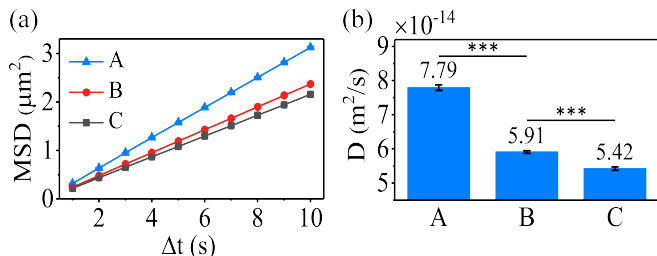 (a)
MSD (μm²)
3
2
1
0
A
B
C
2 4 6 8 10
Δt (s)
(b)
×10⁻¹⁴
D (m²/s)
9
8
7
6
5
7.79
***
5.91
***
5.42
A B C